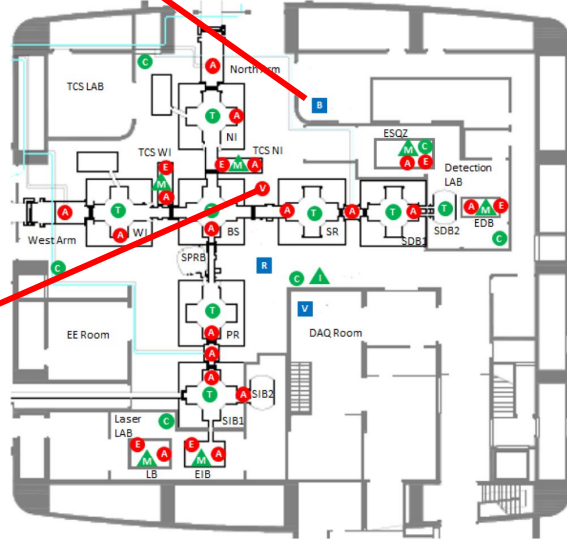 A
C
North Arm
TCS LAB
T
A
B
NI
ESQZ
TCS WI
E
TCS NI
M
C
E
M
A
A
E
Detection
LAB
M
A
V
A
T
T
A
T
A
T
A
T
A
M
E
WI
A
BS
A
SR
SDB1
SDB2
EDB
West Arm
C
SPRB
C
R
C
I
V
T
EE Room
A
PR
DAQ Room
A
A
T
A
SIB2
Laser
LAB
C
SIB1
E
M
A
E
M
A
LB
EIB